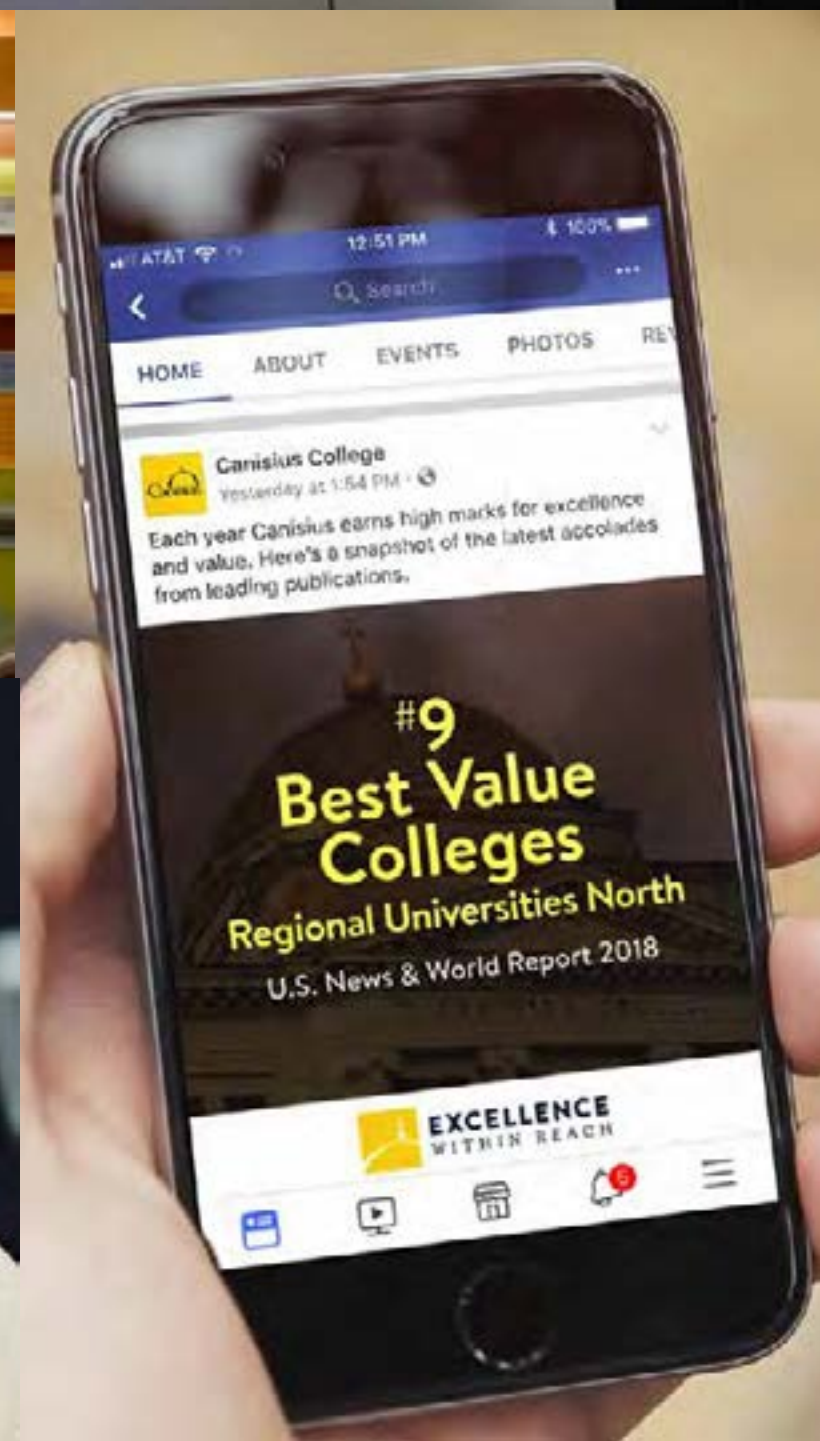 AT&T 12:51 PM 100%
Search
HOME ABOUT EVENTS PHOTOS REV
Canisius College
Yesterday at 1:54 PM
Each year Canisius earns high marks for excellence
and value. Here's a snapshot of the latest accolades
from leading publications.
#9
Best Value
Colleges
Regional Universities North
U.S. News & World Report 2018
EXCELLENCE
WITHIN REACH